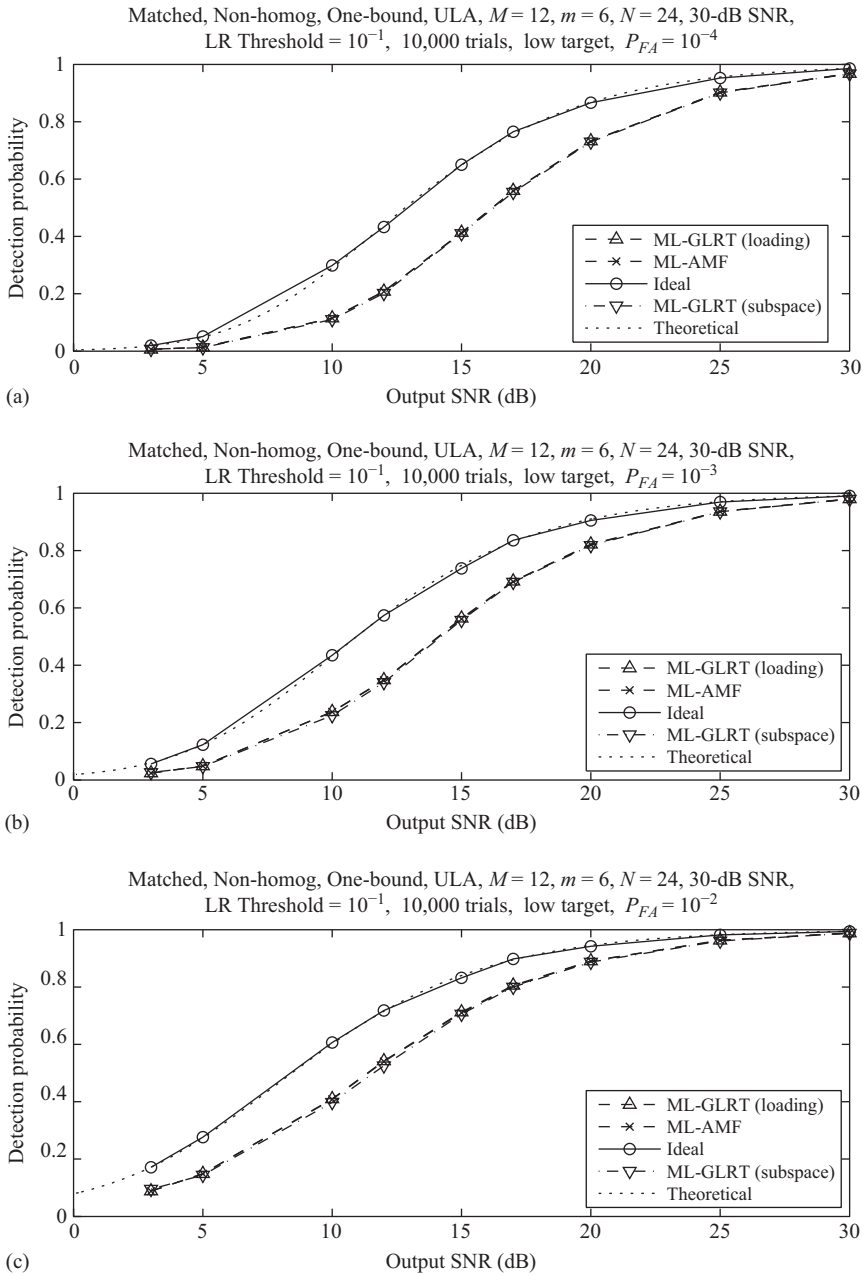 Matched, Non-homog, One-bound, ULA, M = 12, m = 6, N = 24, 30-dB SNR,
LR Threshold = 10⁻¹, 10,000 trials, low target, P_FA = 10⁻⁴
1
0.8
0.6
0.4
0.2
0
Detection probability
ML-GLRT (loading)
ML-AMF
Ideal
ML-GLRT (subspace)
Theoretical
0 5 10 15 20 25 30
(a)
Output SNR (dB)
Matched, Non-homog, One-bound, ULA, M = 12, m = 6, N = 24, 30-dB SNR,
LR Threshold = 10⁻¹, 10,000 trials, low target, P_FA = 10⁻³
1
0.8
0.6
0.4
0.2
0
Detection probability
ML-GLRT (loading)
ML-AMF
Ideal
ML-GLRT (subspace)
Theoretical
0 5 10 15 20 25 30
(b)
Output SNR (dB)
Matched, Non-homog, One-bound, ULA, M = 12, m = 6, N = 24, 30-dB SNR,
LR Threshold = 10⁻¹, 10,000 trials, low target, P_FA = 10⁻²
1
0.8
0.6
0.4
0.2
0
Detection probability
ML-GLRT (loading)
ML-AMF
Ideal
ML-GLRT (subspace)
Theoretical
0 5 10 15 20 25 30
(c)
Output SNR (dB)